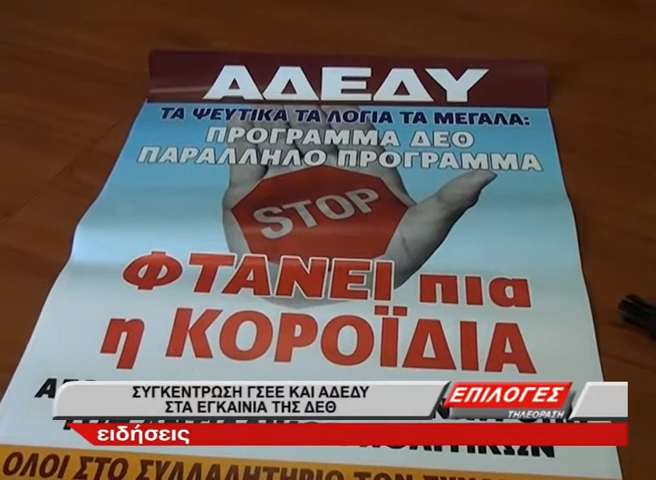 ΑΔΕΔΥ
ΤΑ ΨΕΥΤΙΚΑ ΤΑ ΛΟΓΙΑ ΤΑ ΜΕΓΑΛΑ:
ΠΡΟΓΡΑΜΜΑ ΔΕΘ
ΠΑΡΑΛΛΗΛΟ ΠΡΟΓΡΑΜΜΑ
STOP
ΦΤΑΝΕΙ πια
η ΚΟΡΟΪΔΙΑ
ΣΥΓΚΕΝΤΡΩΣΗ ΓΣΕΕ ΚΑΙ ΑΔΕΔΥ
ΣΤΑ ΕΓΚΑΙΝΙΑ ΤΗΣ ΔΕΘ
ΕΠΙΛΟΓΕΣ
ΤΗΛΕΟΡΑΣΗ
ειδήσεις
ΟΛΟΙ ΣΤΟ ΣΥΛΛΑΛΗΤΗΡΙΟ ΤΩΝ